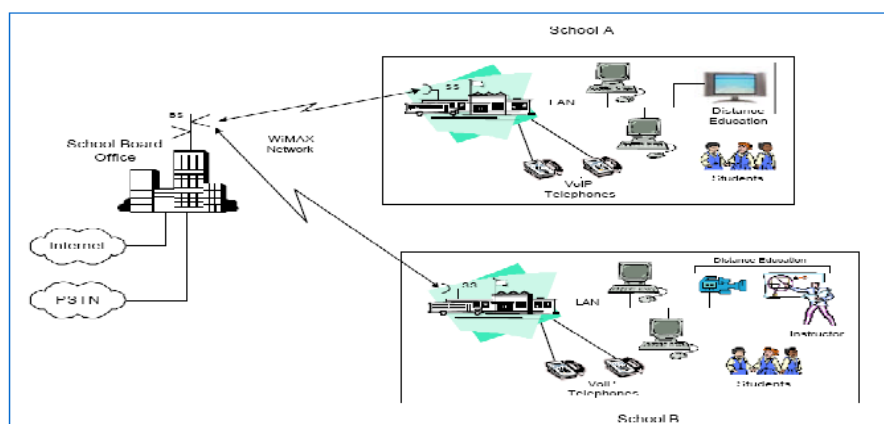 School A
BS
SS
LAN
WiMAX
Network
School Board
Office
Distance
Education
VoIP
Telephones
Students
Internet
PSTN
Distance Education
SS
LAN
Instructor
VoIP
Telephones
Students
School B